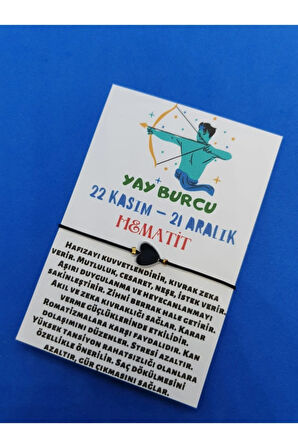 YAY BURCU
22 KASIM – 21 ARALIK
HEMATİT
HAFIZAYI KUVVETLENDİRİR, KIVRAK ZEKA
VERİR. MUTLULUK, CESARET, NEŞE, İSTEK VERİR.
AŞIRI DUYGULANMA VE HEYECANLANMAYI
SAKİNLEŞTİRİR. ZİHNİ BERRAK HALE GETİRİR.
AKIL VE ZEKA KIVRAKLIĞI SAĞLAR. KARAR
VERME GÜÇLÜKLERİNDE ETKİLİDİR.
ROMATİZMALARA KARŞI FAYDALIDIR. KAN
DOLAŞIMINI DÜZENLER. STRESİ AZALTIR.
YÜKSEK TANSİYON RAHATSIZLIĞI OLANLARA
ÖZELLİKLE ÖNERİLİR. SAÇ DÖKÜLMESİNİ
AZALTIR, GÜR ÇIKMASINI SAĞLAR.